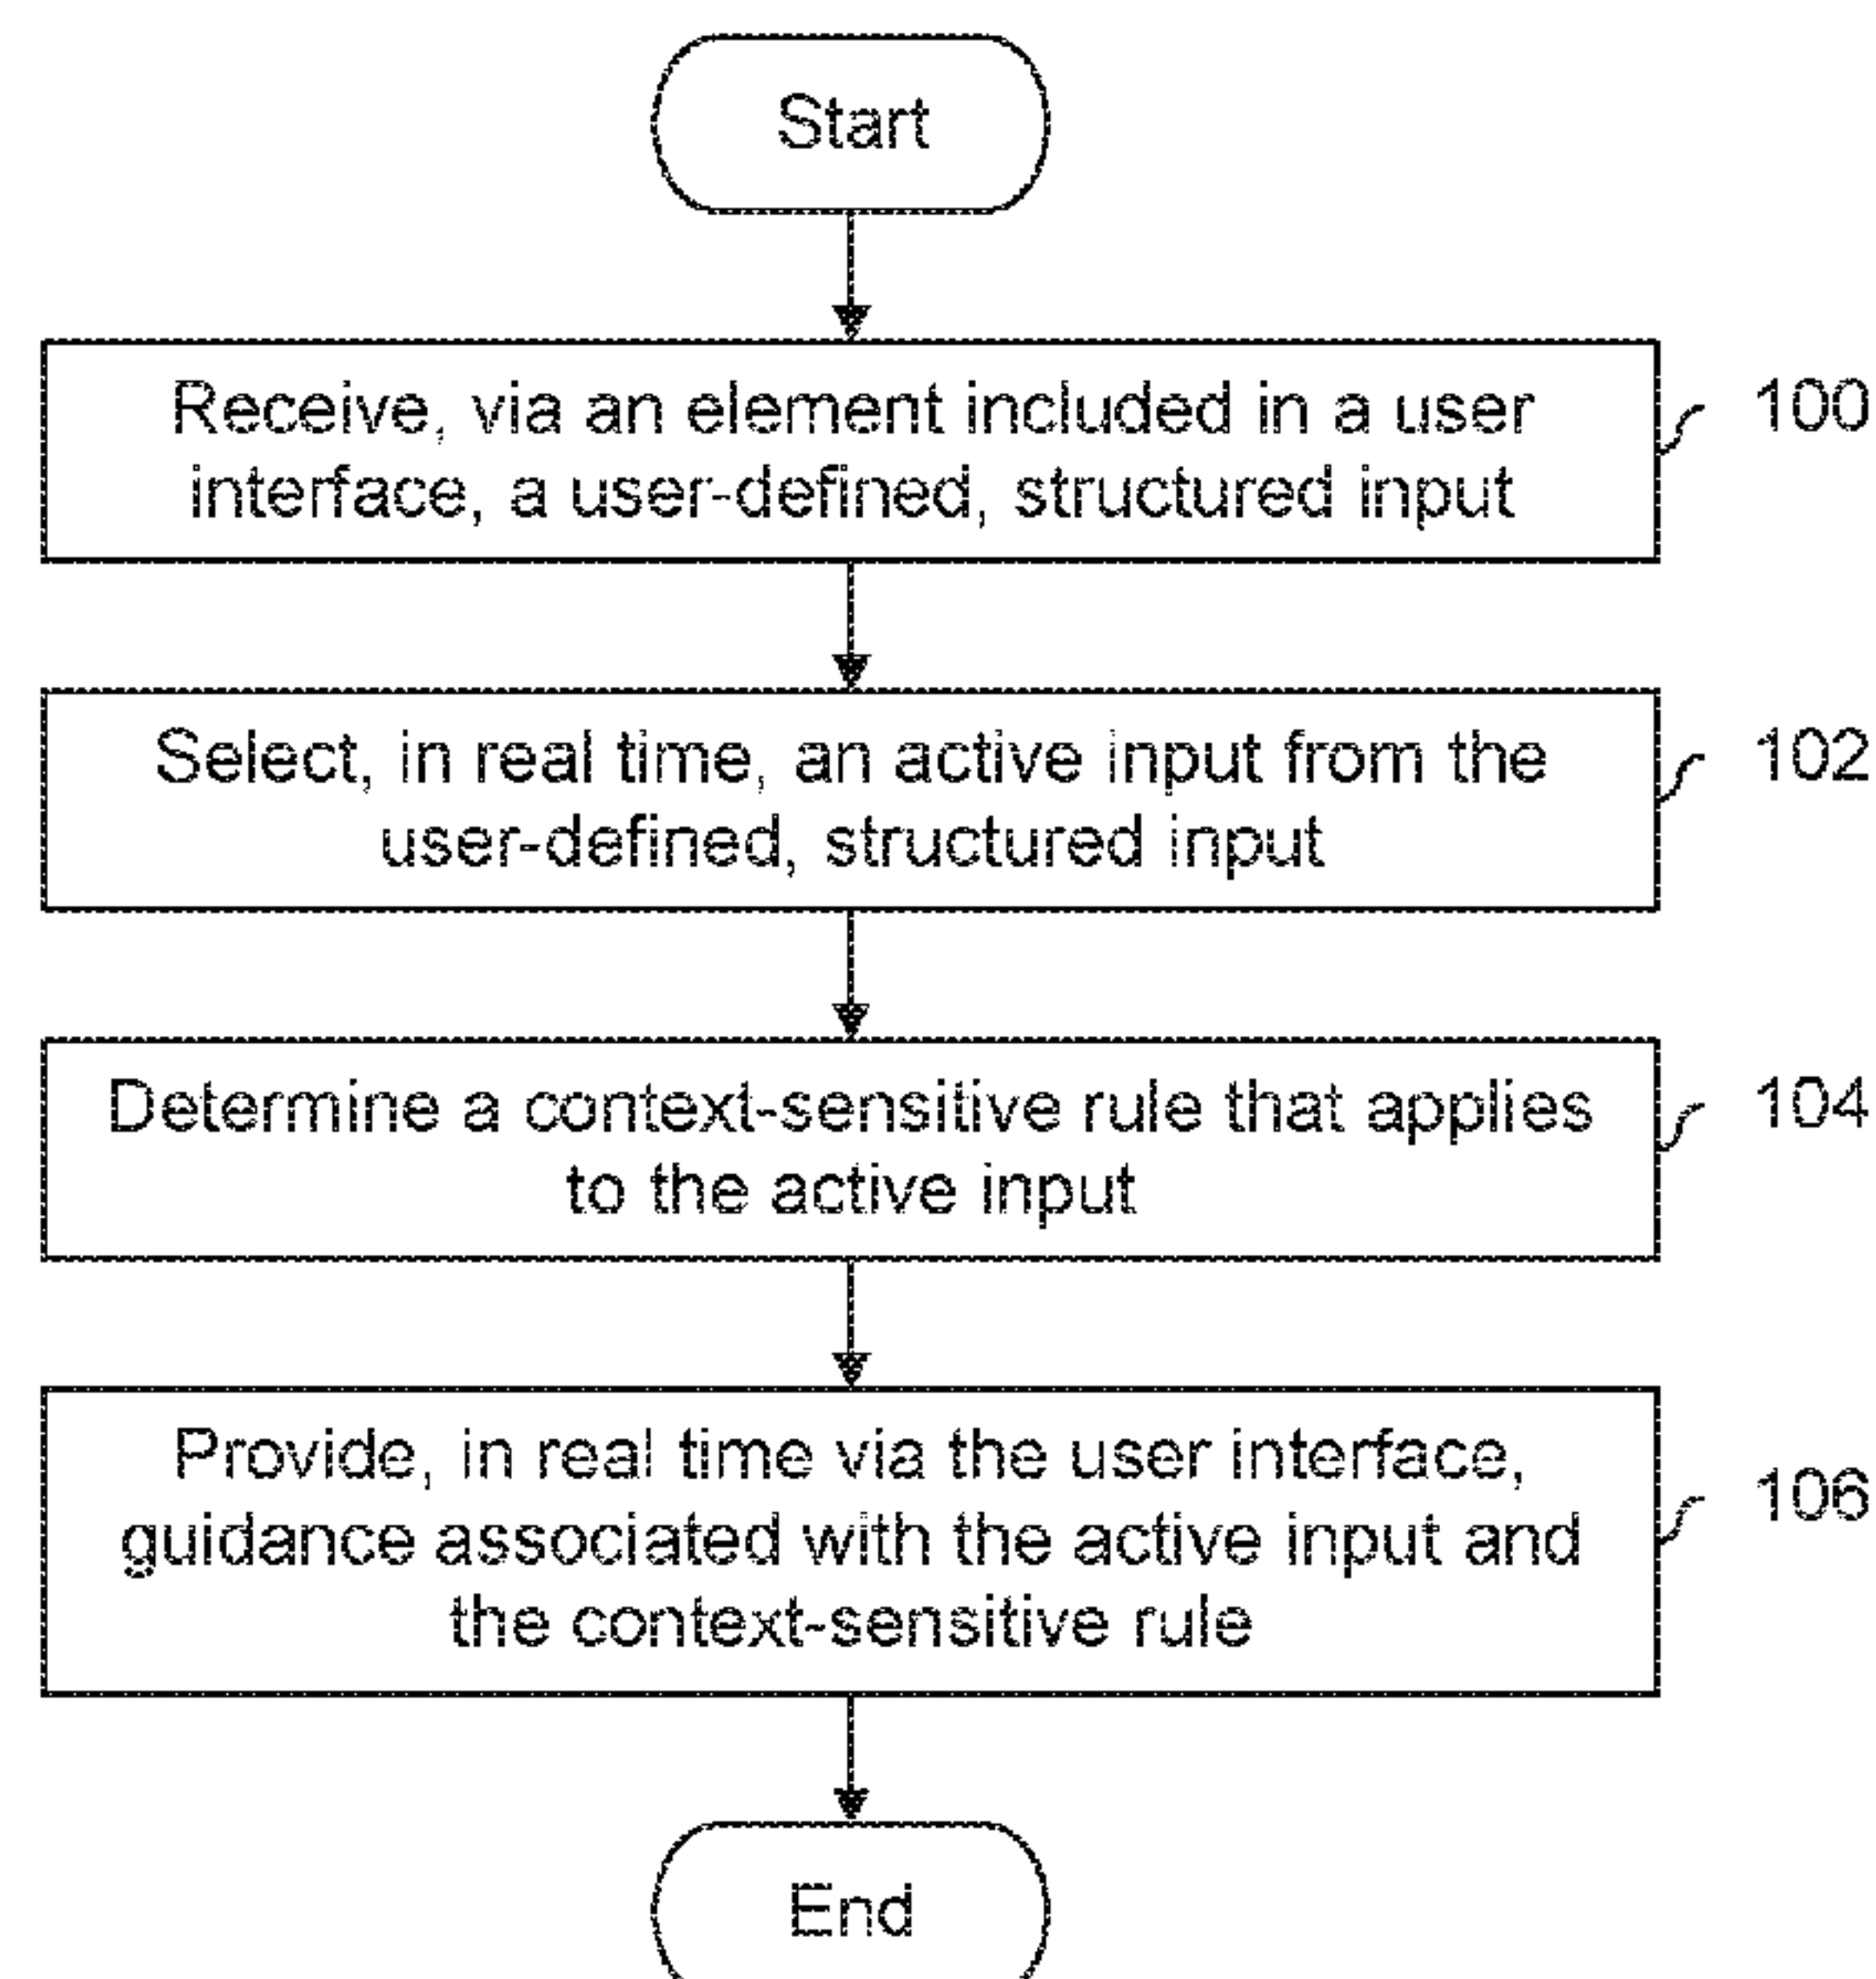 Start
Receive, via an element included in a user
interface, a user-defined, structured input
100
Select, in real time, an active input from the
user-defined, structured input
102
Determine a context-sensitive rule that applies
to the active input
104
Provide, in real time via the user interface,
guidance associated with the active input and
the context-sensitive rule
106
End